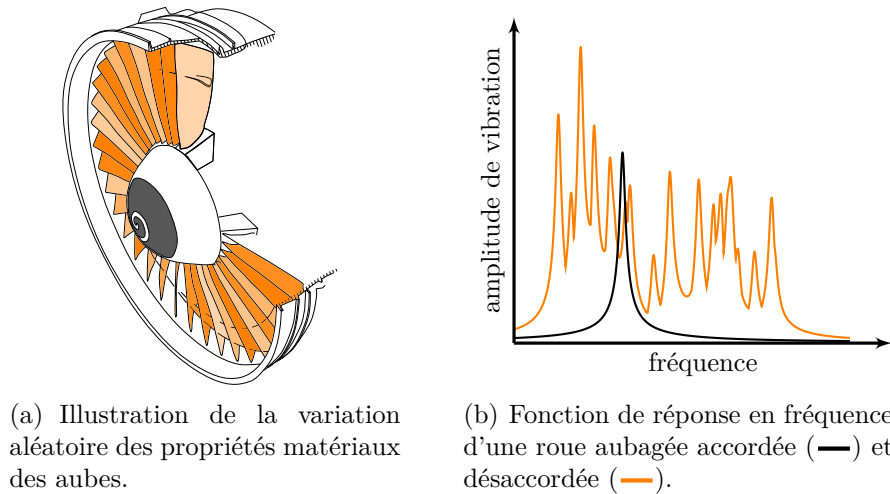 amplitude de vibration
fréquence
(a) Illustration de la variation
aléatoire des propriétés matériaux
des aubes.
(b) Fonction de réponse en fréquence
d'une roue aubagée accordée (—) et
désaccordée (—).